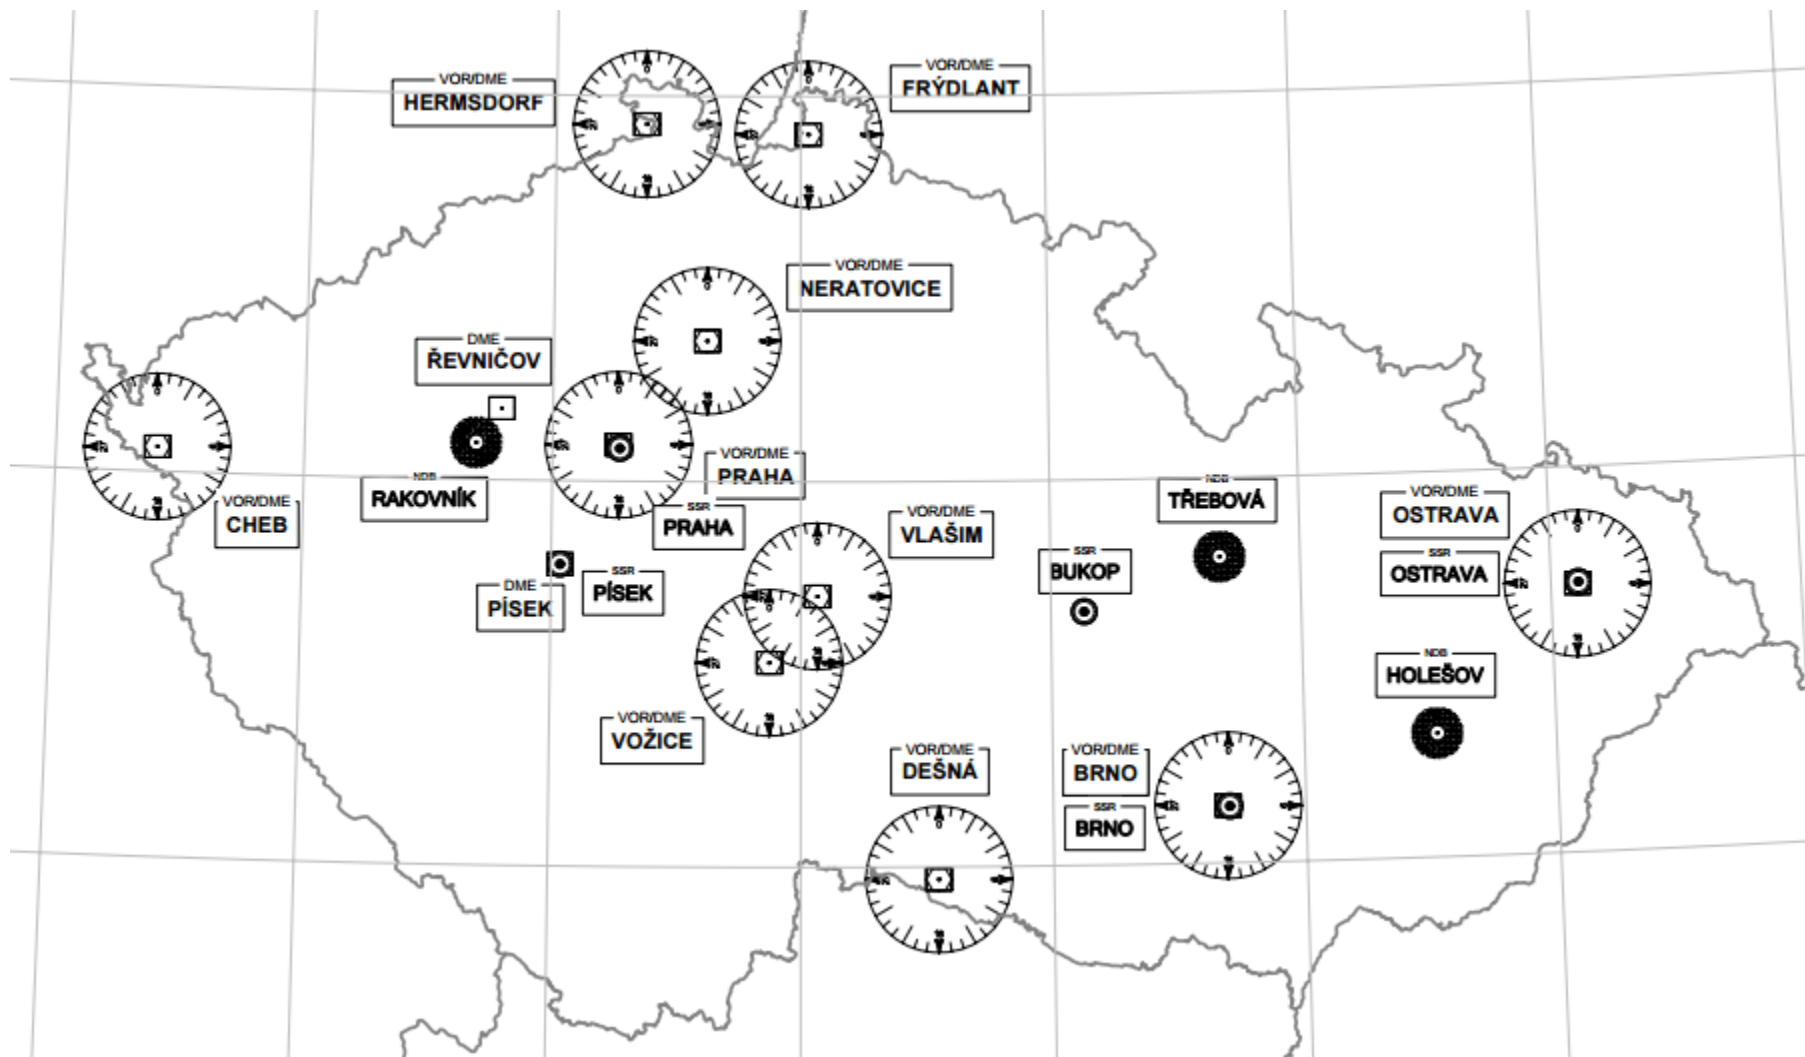 VOR/DME
HERMSDORF
VOR/DME
FRÝDLANT
VOR/DME
NERATOVICE
DME
ŘEVNIČOV
VOR/DME
CHEB
NDB
RAKOVNÍK
VOR/DME
PRAHA
SSR
PRAHA
VOR/DME
VLAŠIM
DME
PÍSEK
SSR
PÍSEK
SSR
BUKOP
NDB
TŘEBOVÁ
VOR/DME
OSTRAVA
SSR
OSTRAVA
NDB
HOLEŠOV
VOR/DME
VOŽICE
VOR/DME
DEŠNÁ
VOR/DME
BRNO
SSR
BRNO